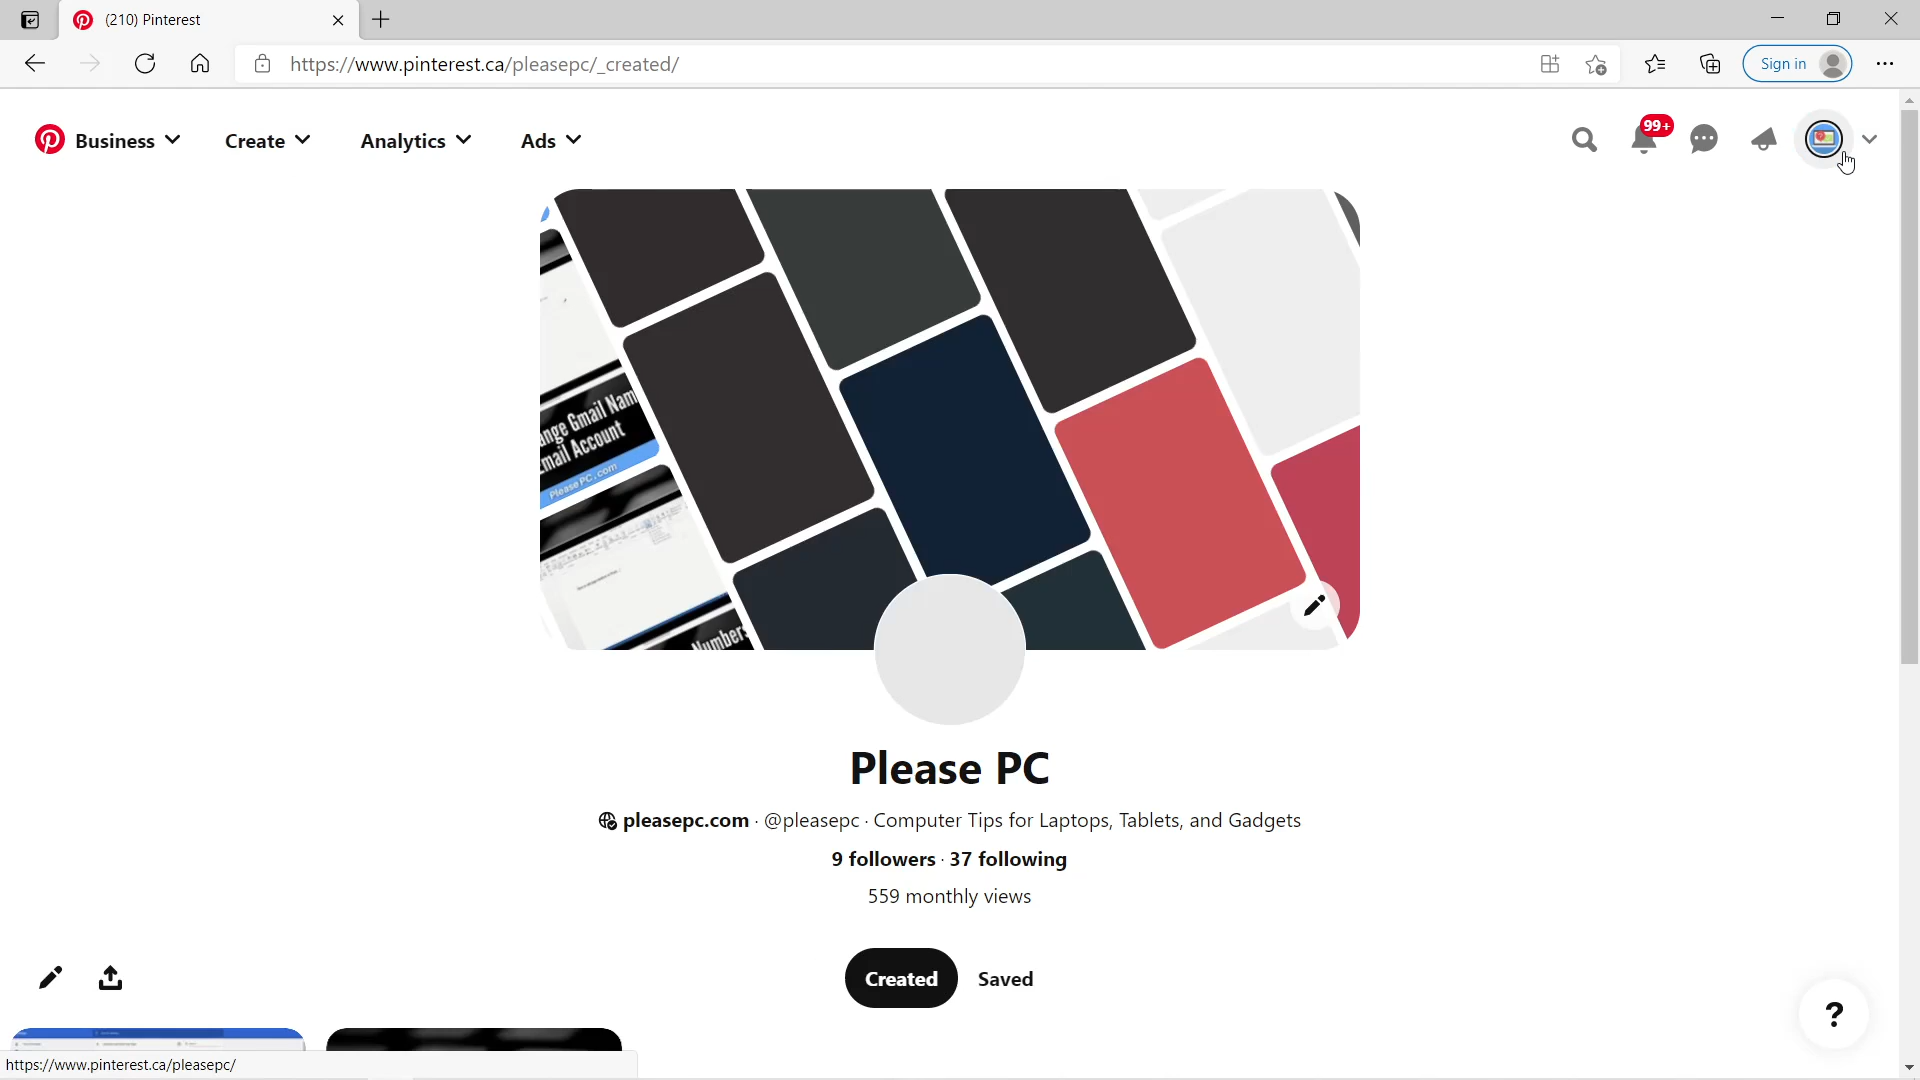 (210) Pinterest
https://www.pinterest.ca/pleasepc/_created/
Sign in
Business
Create
Analytics
Ads
99+
ange Gmail Nam
mail Account
Please PC.com
Numbers
Please PC
pleasepc.com · @pleasepc · Computer Tips for Laptops, Tablets, and Gadgets
9 followers · 37 following
559 monthly views
Created
Saved
?
https://www.pinterest.ca/pleasepc/